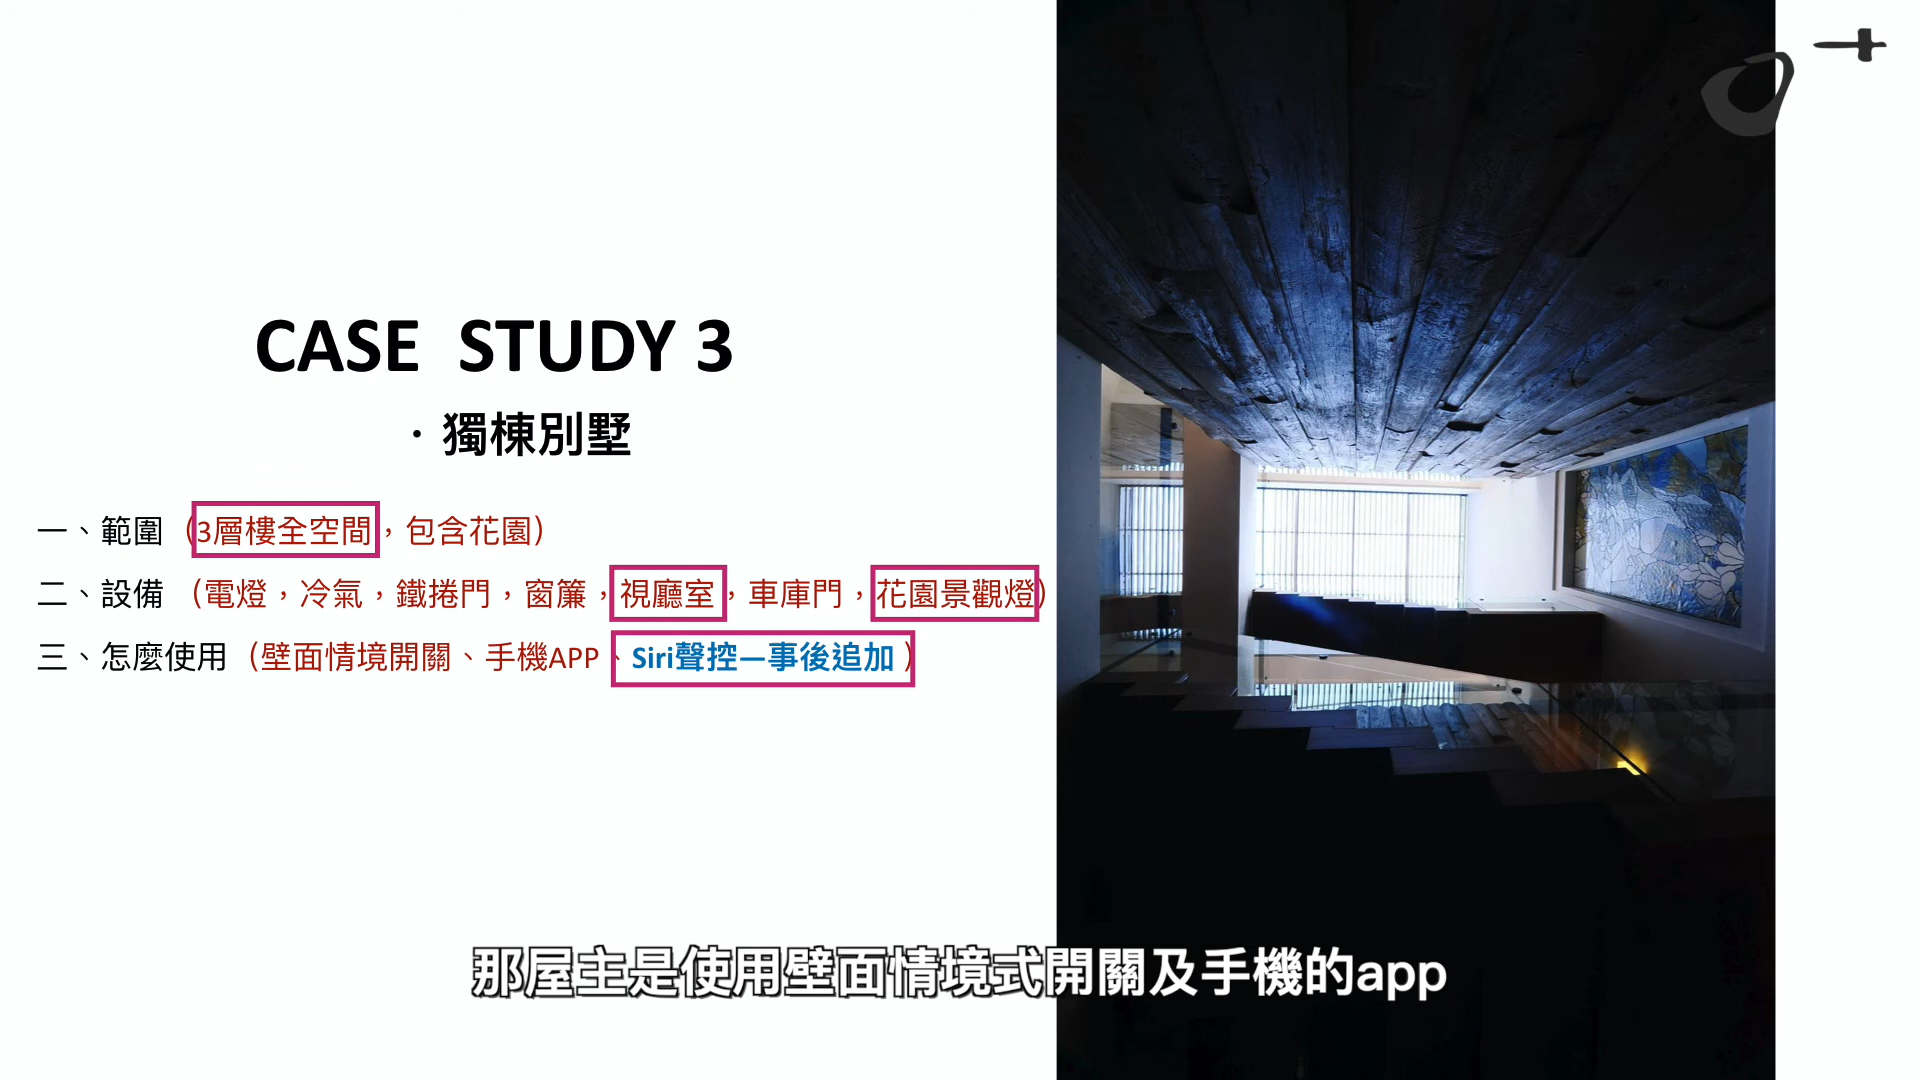 CASE STUDY 3
· 獨棟別墅
一、範圍（3層樓全空間，包含花園）
二、設備（電燈，冷氣，鐵捲門，窗簾，視廳室，車庫門，花園景觀燈）
三、怎麼使用（壁面情境開關、手機APP、Siri聲控—事後追加）
那屋主是使用壁面情境式開關及手機的app